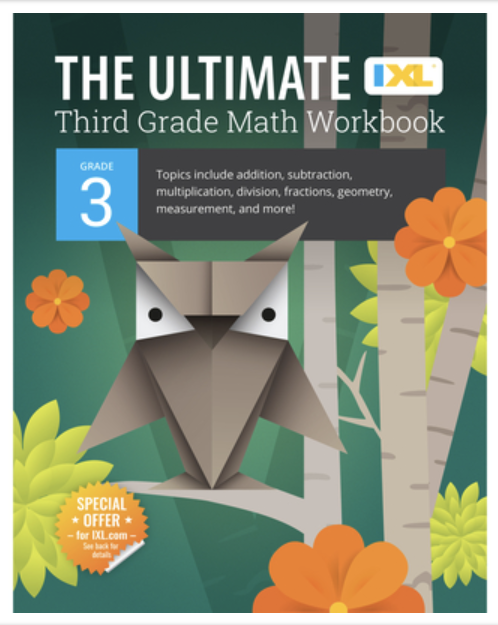 THE ULTIMATE IXL
Third Grade Math Workbook
GRADE
3
Topics include addition, subtraction,
multiplication, division, fractions, geometry,
measurement, and more!
SPECIAL
OFFER
– for IXL.com –
See back for
details